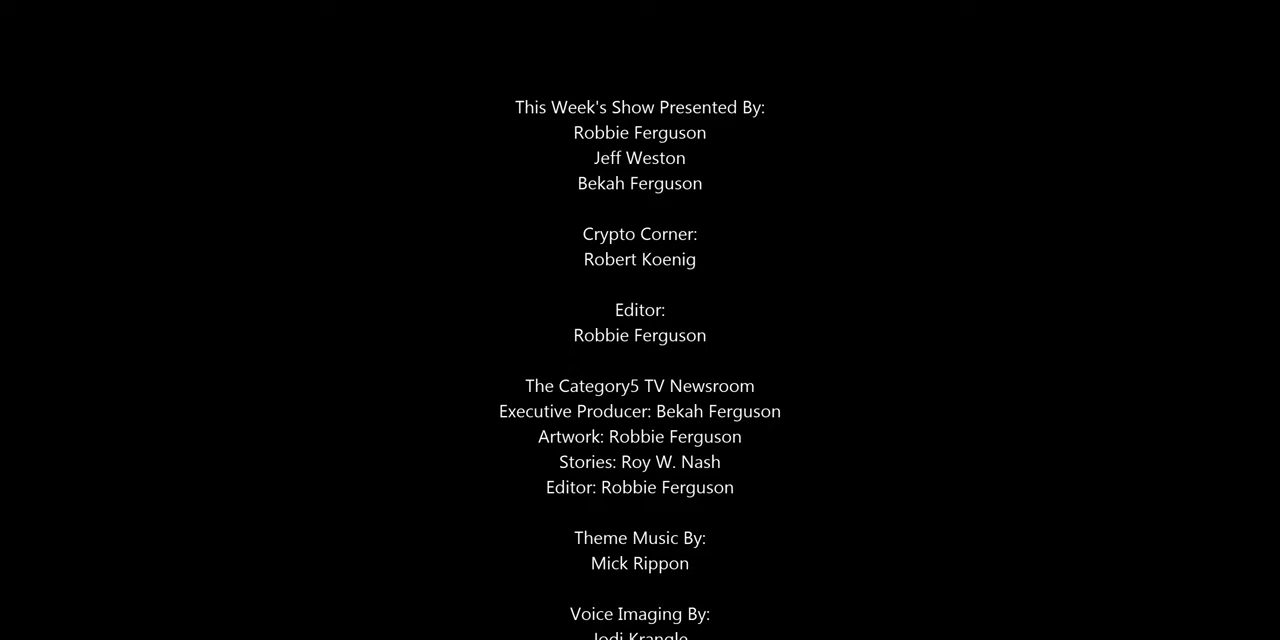 This Week's Show Presented By:
Robbie Ferguson
Jeff Weston
Bekah Ferguson
Crypto Corner:
Robert Koenig
Editor:
Robbie Ferguson
The Category5 TV Newsroom
Executive Producer: Bekah Ferguson
Artwork: Robbie Ferguson
Stories: Roy W. Nash
Editor: Robbie Ferguson
Theme Music By:
Mick Rippon
Voice Imaging By:
Jodi Krangle